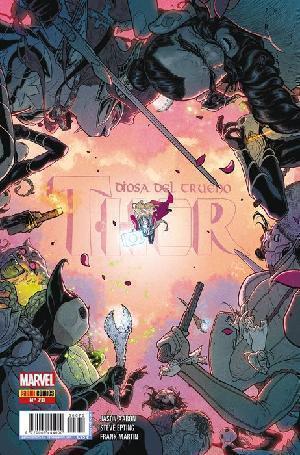 DIOSA DEL TRUENO
THOR
MARVEL
PANINI COMICS
JASON AARON
STEVE EPTING
FRANK MARTIN